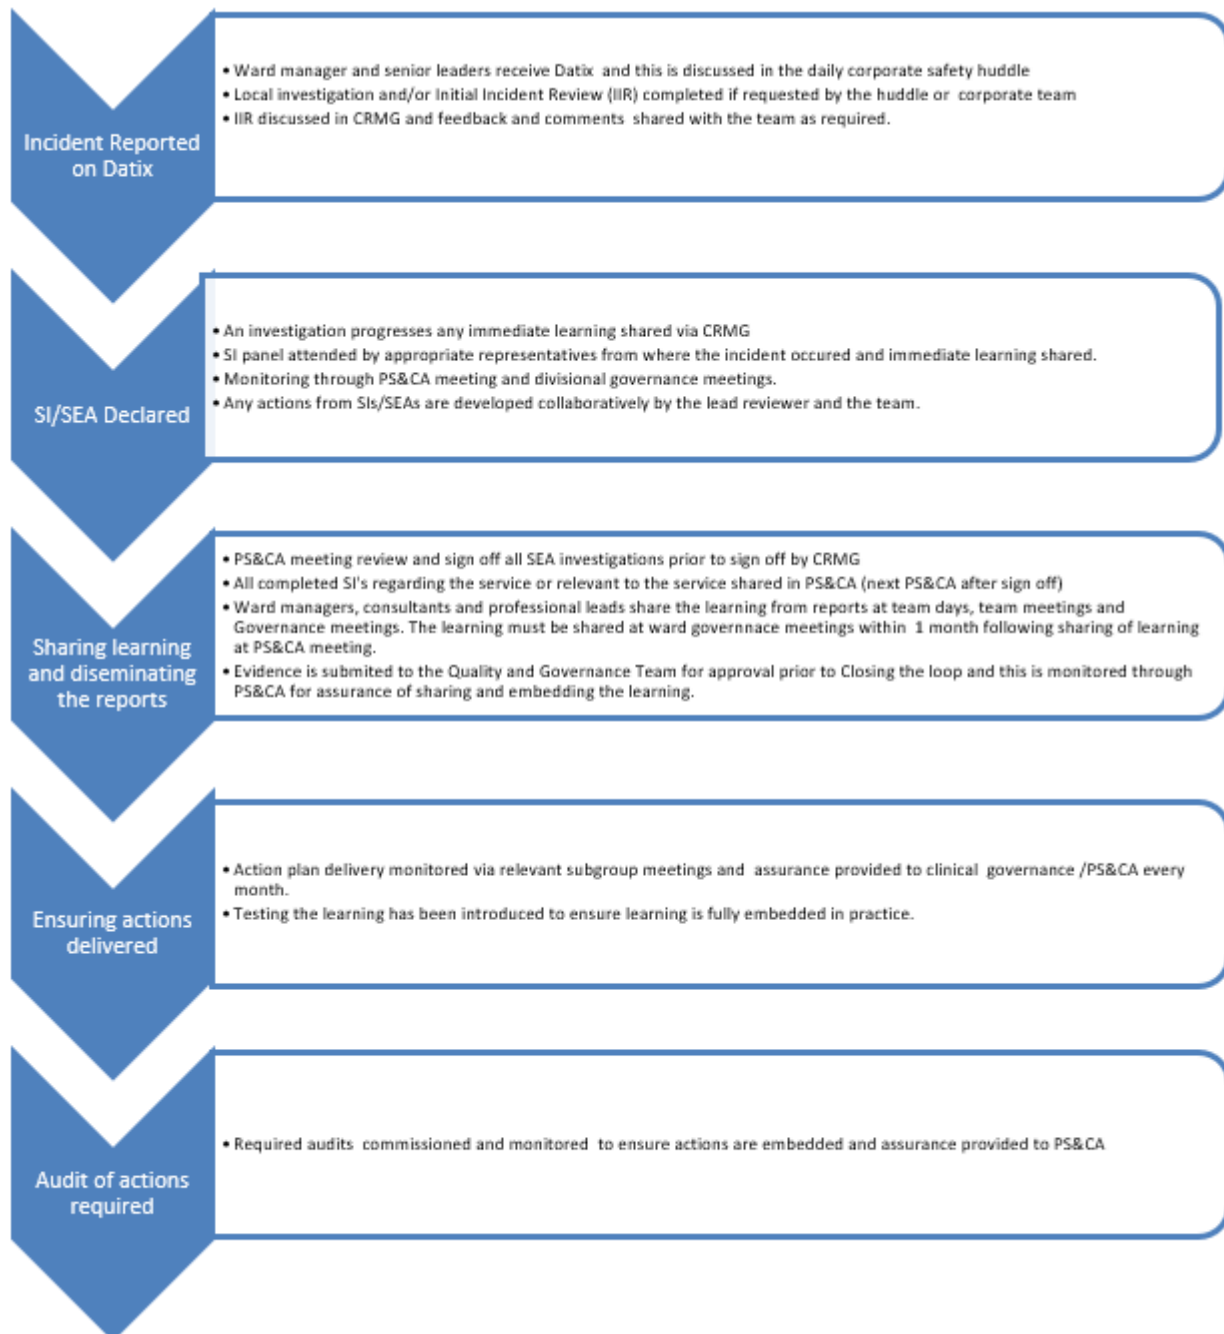 Incident Reported
on Datix
• Ward manager and senior leaders receive Datix and this is discussed in the daily corporate safety huddle
• Local investigation and/or Initial Incident Review (IIR) completed if requested by the huddle or corporate team
• IIR discussed in CRMG and feedback and comments shared with the team as required.
SI/SEA Declared
• An investigation progresses any immediate learning shared via CRMG
• SI panel attended by appropriate representatives from where the incident occured and immediate learning shared.
• Monitoring through PS&CA meeting and divisional governance meetings.
• Any actions from SIs/SEAs are developed collaboratively by the lead reviewer and the team.
Sharing learning
and diseminating
the reports
• PS&CA meeting review and sign off all SEA investigations prior to sign off by CRMG
• All completed SI's regarding the service or relevant to the service shared in PS&CA (next PS&CA after sign off)
• Ward managers, consultants and professional leads share the learning from reports at team days, team meetings and
Governance meetings. The learning must be shared at ward governnace meetings within 1 month following sharing of learning
at PS&CA meeting.
• Evidence is submited to the Quality and Governance Team for approval prior to Closing the loop and this is monitored through
PS&CA for assurance of sharing and embedding the learning.
Ensuring actions
delivered
• Action plan delivery monitored via relevant subgroup meetings and assurance provided to clinical governance /PS&CA every
month.
• Testing the learning has been introduced to ensure learning is fully embedded in practice.
Audit of actions
required
• Required audits commissioned and monitored to ensure actions are embedded and assurance provided to PS&CA